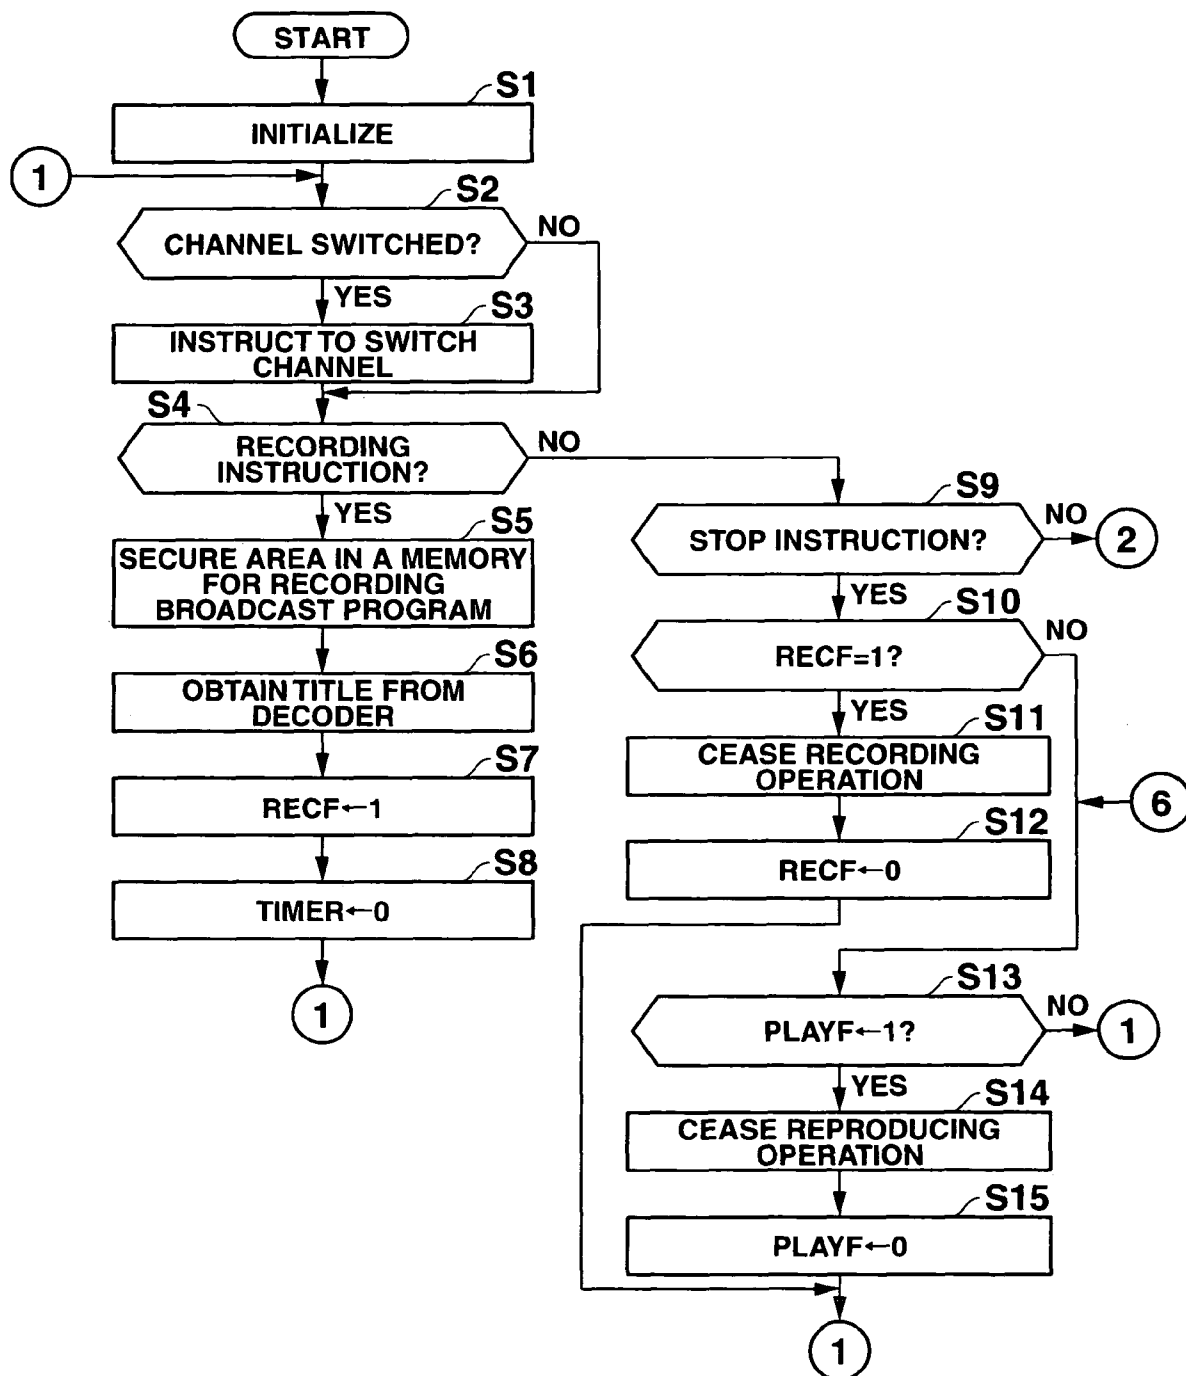 START
S1
INITIALIZE
1
S2
CHANNEL SWITCHED?
NO
YES
S3
INSTRUCT TO SWITCH
CHANNEL
S4
RECORDING
INSTRUCTION?
NO
YES
S5
SECURE AREA IN A MEMORY
FOR RECORDING
BROADCAST PROGRAM
S6
OBTAIN TITLE FROM
DECODER
S7
RECF←1
S8
TIMER←0
1
S9
STOP INSTRUCTION?
NO
2
YES
S10
RECF=1?
NO
YES
S11
CEASE RECORDING
OPERATION
6
S12
RECF←0
S13
PLAYF←1?
NO
1
YES
S14
CEASE REPRODUCING
OPERATION
S15
PLAYF←0
1